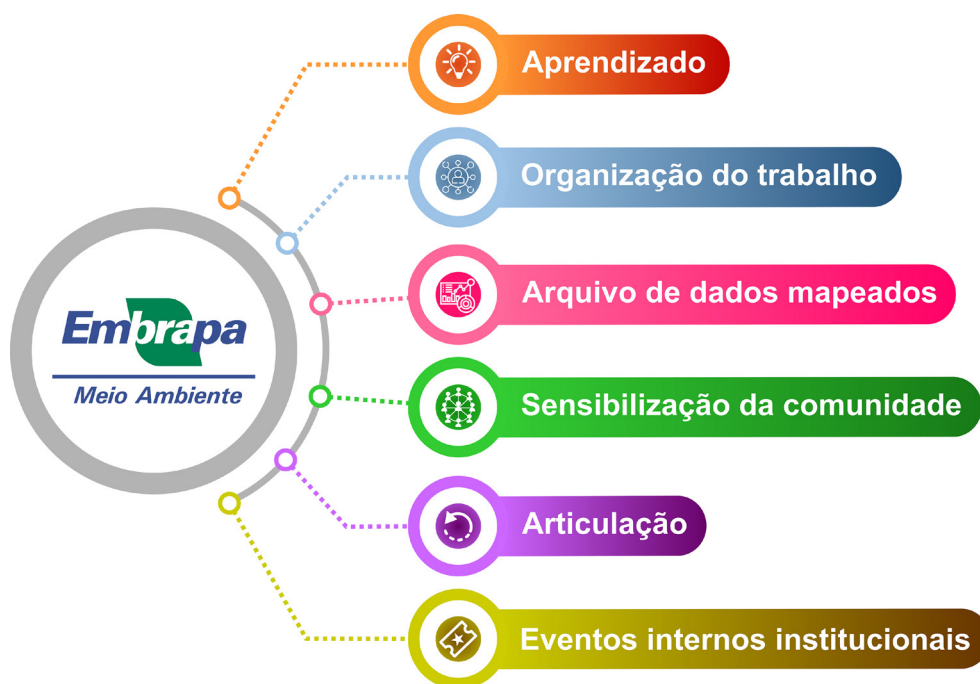 Aprendizado
Organização do trabalho
Arquivo de dados mapeados
Embrapa
Meio Ambiente
Sensibilização da comunidade
Articulação
Eventos internos institucionais